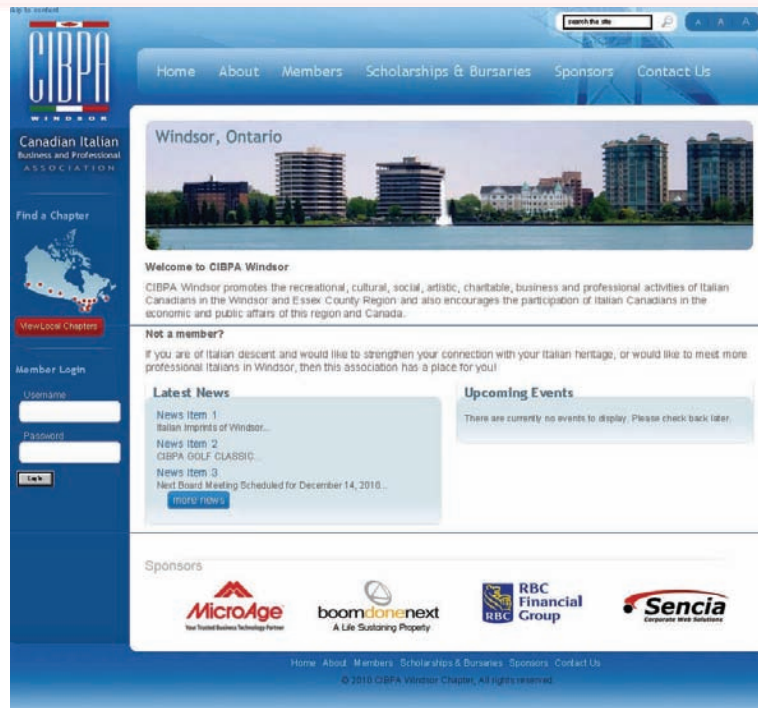 skip to content
search the site
A A A
CIBPA
WINDSOR
Canadian Italian
Business and Professional
ASSOCIATION
Home About Members Scholarships & Bursaries Sponsors Contact Us
Windsor, Ontario
Find a Chapter
View Local Chapters
Member Login
Username
Password
Log In
Welcome to CIBPA Windsor
CIBPA Windsor promotes the recreational, cultural, social, artistic, charitable, business and professional activities of Italian
Canadians in the Windsor and Essex County Region and also encourages the participation of Italian Canadians in the
economic and public affairs of this region and Canada.
Not a member?
If you are of Italian descent and would like to strengthen your connection with your Italian heritage, or would like to meet more
professional Italians in Windsor, then this association has a place for you!
Latest News
News Item 1
Italian Imprints of Windsor...
News Item 2
CIBPA GOLF CLASSIC...
News Item 3
Next Board Meeting Scheduled for December 14, 2010...
more news
Upcoming Events
There are currently no events to display. Please check back later.
Sponsors
MicroAge
Your Trusted Business Technology Partner
boomdonenext
A Life Sustaining Property
RBC
RBC
Financial
Group
Sencia
Corporate Web Solutions
Home About Members Scholarships & Bursaries Sponsors Contact Us
© 2010 CIBPA Windsor Chapter, All rights reserved.